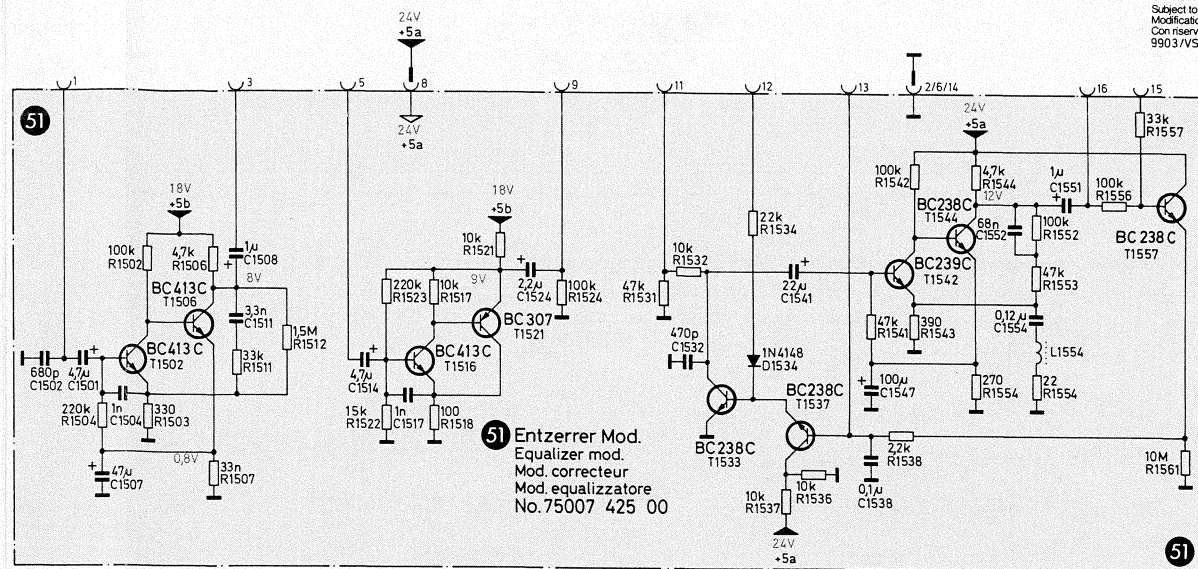 Subject to
Modificatio
Con riserv
9903/VS
24V
+5a
1
3
5
8
9
11
12
13
2/6/14
16
15
51
24V
+5a
24V
+5a
33k
R1557
18V
+5b
18V
+5b
100k
R1502
4,7k
R1506
1µ
C1508
8V
BC413C
T1506
3,3n
C1511
1,5M
R1512
33k
R1511
BC413C
T1502
680p
C1502
4,7µ
C1501
1n
C1504
220k
R1504
330
R1503
0,8V
47µ
C1507
33n
R1507
10k
R1521
9V
220k
R1523
10k
R1517
2,2µ
C1524
100k
R1524
BC307
T1521
BC413C
T1516
4,7µ
C1514
15k
R1522
1n
C1517
100
R1518
51 Entzerrer Mod.
Equalizer mod.
Mod. correcteur
Mod. equalizzatore
No. 75007 425 00
22k
R1534
10k
R1532
47k
R1531
22µ
C1541
470p
C1532
1N4148
D1534
BC238C
T1537
BC238C
T1533
10k
R1536
10k
R1537
24V
+5a
0,1µ
C1538
2,2k
R1538
100k
R1542
4,7k
R1544
12V
BC238C
T1544
BC239C
T1542
68n
C1552
100k
R1552
1µ
C1551
100k
R1556
BC238C
T1557
47k
R1553
47k
R1541
390
R1543
0,12µ
C1554
L1554
100µ
C1547
270
R1554
22
R1554
10M
R1561
51